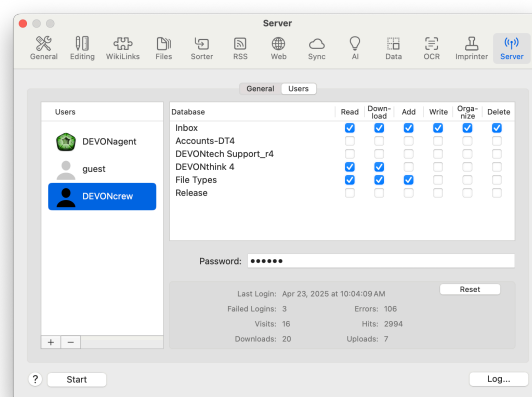 Server
General Editing WikiLinks Files Sorter RSS Web Sync AI Data OCR Imprinter Server
General Users
Users
DEVONagent
guest
DEVONcrew
+ −
Database Read Down-load Add Write Orga-nize Delete
Inbox
Accounts-DT4
DEVONtech Support_r4
DEVONthink 4
File Types
Release
Password: ••••••
Last Login: Apr 23, 2025 at 10:04:09 AM
Reset
Failed Logins: 3 Errors: 106
Visits: 16 Hits: 2994
Downloads: 20 Uploads: 7
? Start Log...